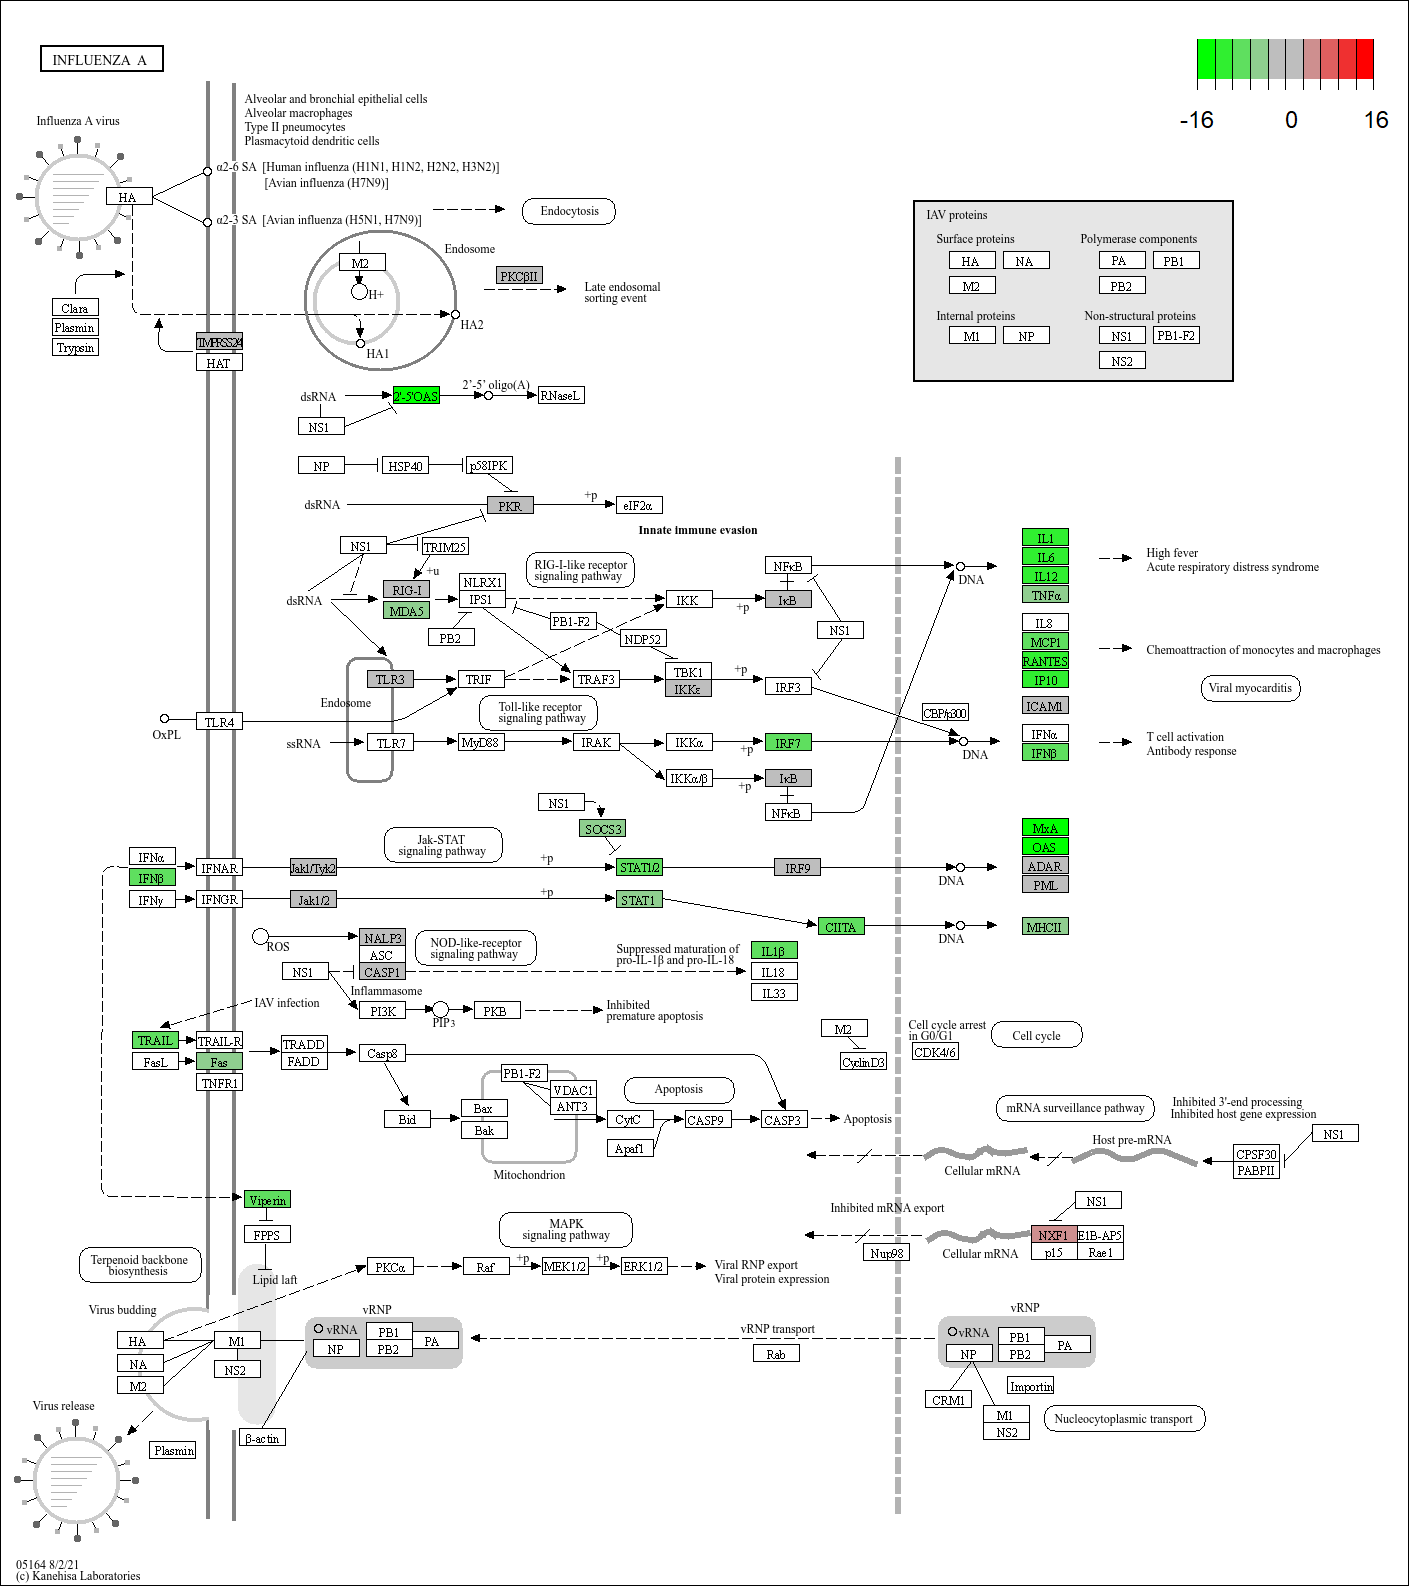 INFLUENZA A
-16
0
16
Alveolar and bronchial epithelial cells
Alveolar macrophages
Type II pneumocytes
Plasmacytoid dendritic cells
Influenza A virus
HA
α2-6 SA [Human influenza (H1N1, H1N2, H2N2, H3N2)]
[Avian influenza (H7N9)]
α2-3 SA [Avian influenza (H5N1, H7N9)]
Endocytosis
Endosome
M2
H+
PKCβII
Late endosomal
sorting event
HA2
HA1
Clara
Plasmin
Trypsin
TMPRSS2/4
HAT
IAV proteins
Surface proteins
HA
NA
M2
Polymerase components
PA
PB1
PB2
Internal proteins
M1
NP
Non-structural proteins
NS1
PB1-F2
NS2
dsRNA
2'-5'OAS
2'-5' oligo(A)
RNaseL
NS1
NP
HSP40
p58IPK
dsRNA
PKR
+p
eIF2α
Innate immune evasion
NS1
TRIM25
+u
RIG-I-like receptor
signaling pathway
dsRNA
RIG-I
MDA5
NLRX1
IPS1
IKK
+p
NFκB
IκB
PB2
PB1-F2
NDP52
NS1
DNA
IL1
IL6
IL12
TNFα
High fever
Acute respiratory distress syndrome
IL8
MCP1
RANTES
IP10
Chemoattraction of monocytes and macrophages
Viral myocarditis
ICAM1
TLR3
TRIF
TRAF3
TBK1
IKKε
+p
IRF3
Endosome
Toll-like receptor
signaling pathway
OxPL
TLR4
CBP/p300
ssRNA
TLR7
MyD88
IRAK
IKKα
+p
IRF7
DNA
IFNα
IFNβ
T cell activation
Antibody response
IKKα/β
+p
IκB
NFκB
NS1
SOCS3
Jak-STAT
signaling pathway
IFNα
IFNβ
IFNAR
Jak1/Tyk2
+p
STAT1/2
IRF9
DNA
MxA
OAS
ADAR
PML
IFNγ
IFNGR
Jak1/2
+p
STAT1
CIITA
DNA
MHCII
ROS
NALP3
ASC
CASP1
NOD-like-receptor
signaling pathway
Suppressed maturation of
pro-IL-1β and pro-IL-18
IL1β
IL18
IL33
NS1
Inflammasome
IAV infection
PI3K
PIP3
PKB
Inhibited
premature apoptosis
TRAIL
TRAIL-R
FasL
Fas
TNFR1
TRADD
FADD
Casp8
M2
CyclinD3
Cell cycle arrest
in G0/G1
CDK4/6
Cell cycle
PB1-F2
VDAC1
ANT3
Apoptosis
Bid
Bax
Bak
CytC
Apaf1
CASP9
CASP3
Apoptosis
Mitochondrion
mRNA surveillance pathway
Inhibited 3'-end processing
Inhibited host gene expression
NS1
Host pre-mRNA
CPSF30
PABPII
Cellular mRNA
Viperin
FPPS
Lipid laft
Terpenoid backbone
biosynthesis
MAPK
signaling pathway
Inhibited mRNA export
Nup98
Cellular mRNA
NS1
NXF1
E1B-AP5
p15
Rae1
PKCα
Raf
+p
MEK1/2
+p
ERK1/2
Viral RNP export
Viral protein expression
Virus budding
HA
NA
M2
M1
NS2
vRNP
vRNA
NP
PB1
PB2
PA
vRNP transport
Rab
vRNP
vRNA
NP
PB1
PB2
PA
CRM1
Importin
M1
NS2
Nucleocytoplasmic transport
Virus release
Plasmin
β-actin
05164 8/2/21
(c) Kanehisa Laboratories